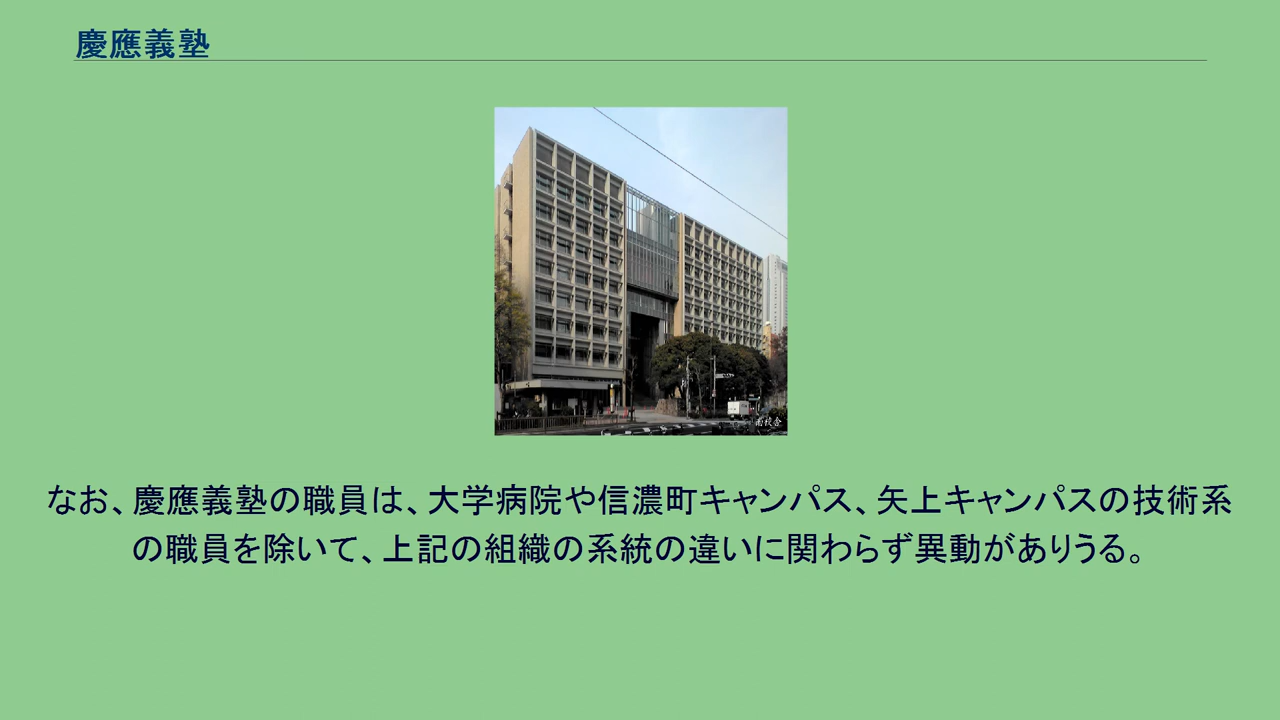 慶應義塾
南校舎
なお、慶應義塾の職員は、大学病院や信濃町キャンパス、矢上キャンパスの技術系
の職員を除いて、上記の組織の系統の違いに関わらず異動がありうる。